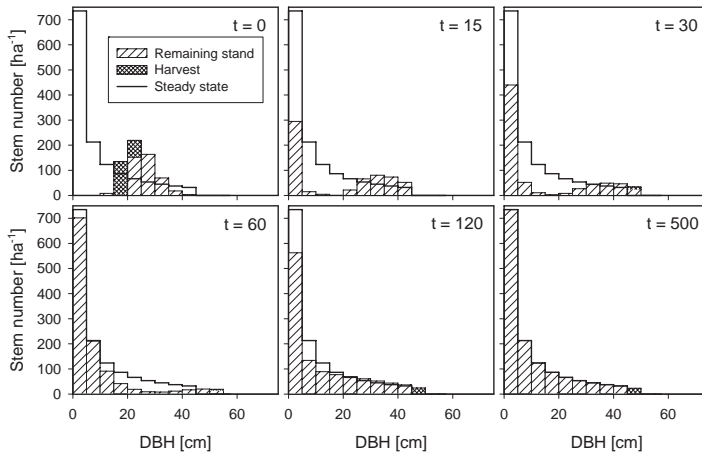 t = 0
t = 15
t = 30
Remaining stand
Harvest
Steady state
Stem number [ha⁻¹]
700
600
500
400
300
200
100
0
t = 60
t = 120
t = 500
Stem number [ha⁻¹]
700
600
500
400
300
200
100
0
0 20 40 60 0 20 40 60 0 20 40 60
DBH [cm] DBH [cm] DBH [cm]